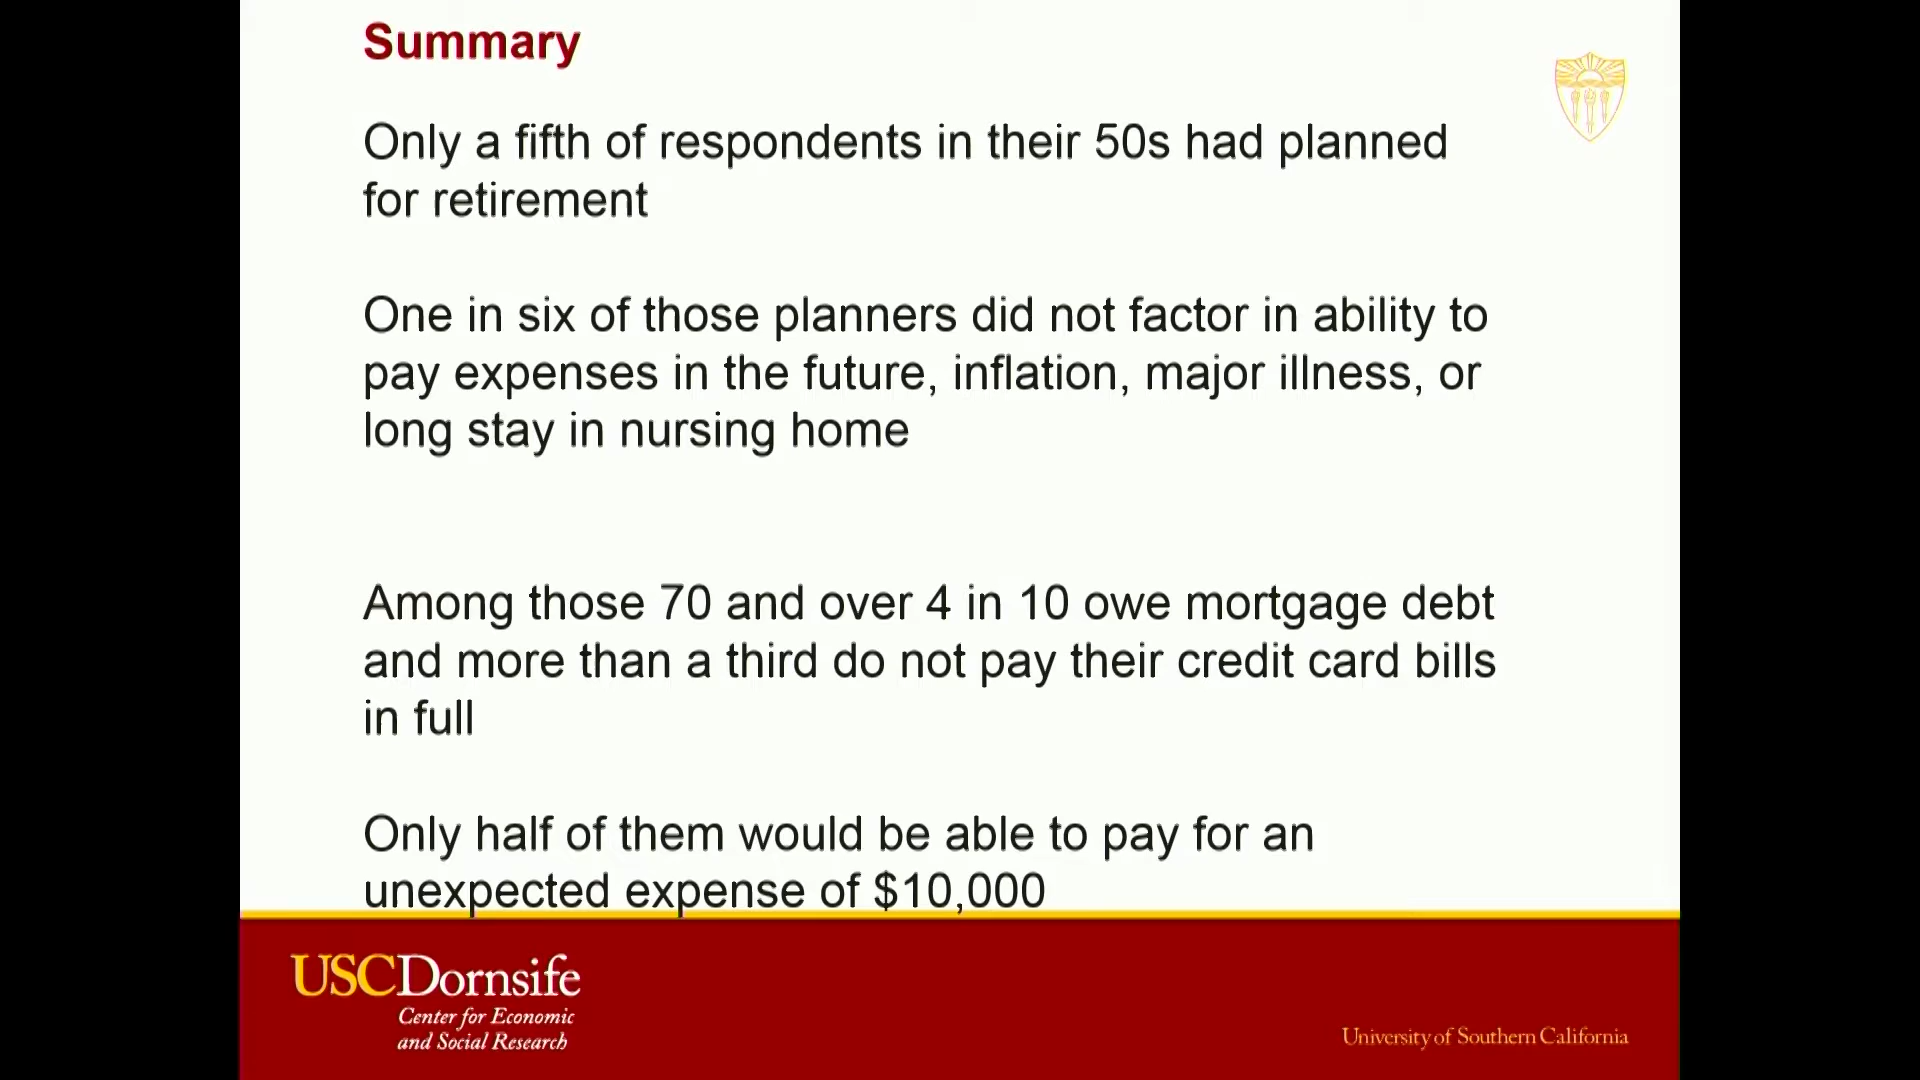 Summary
Only a fifth of respondents in their 50s had planned
for retirement
One in six of those planners did not factor in ability to
pay expenses in the future, inflation, major illness, or
long stay in nursing home
Among those 70 and over 4 in 10 owe mortgage debt
and more than a third do not pay their credit card bills
in full
Only half of them would be able to pay for an
unexpected expense of $10,000
USCDornsife
Center for Economic
and Social Research
University of Southern California